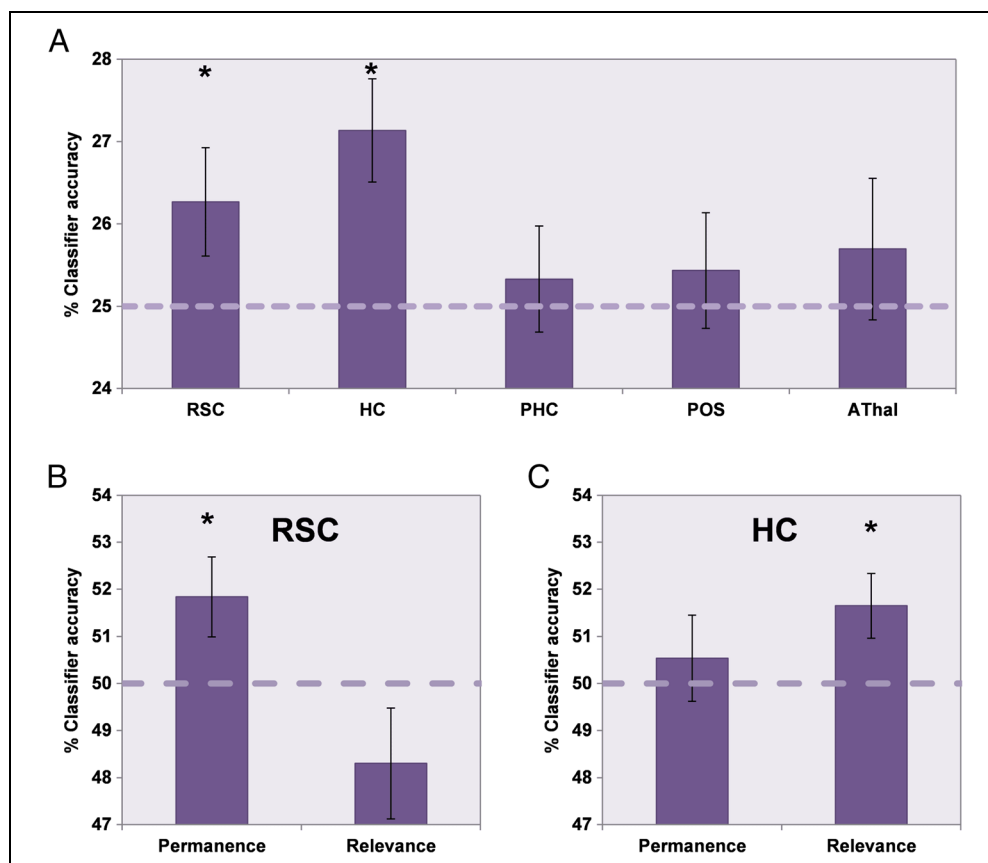 A
28
27
26
25
24
% Classifier accuracy
* *
RSC HC PHC POS AThal
B
54
53
52
51
50
49
48
47
% Classifier accuracy
RSC
*
Permanence Relevance
C
54
53
52
51
50
49
48
47
% Classifier accuracy
HC
*
Permanence Relevance